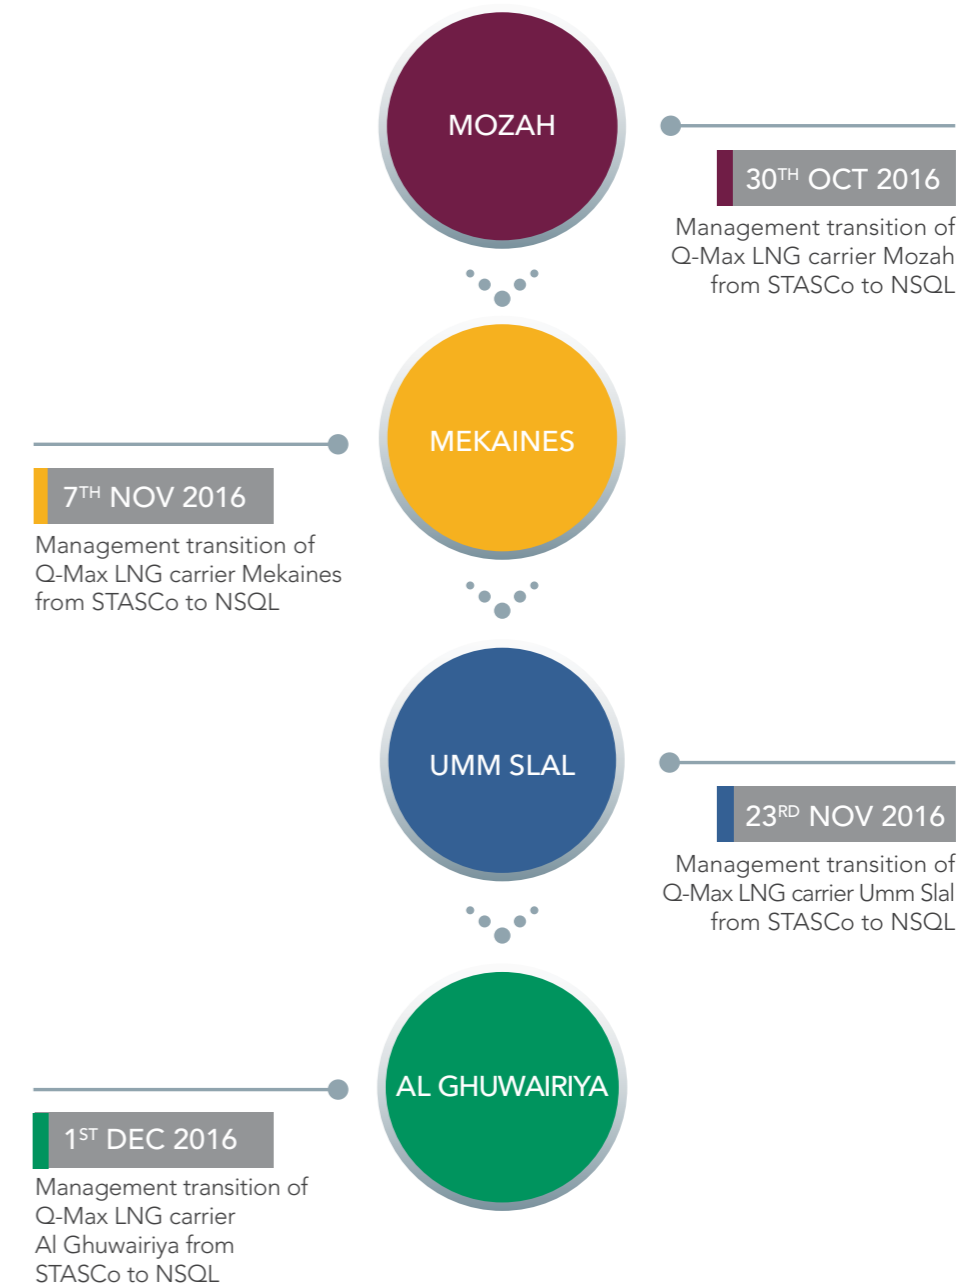 MOZAH
30TH OCT 2016
Management transition of
Q-Max LNG carrier Mozah
from STASCo to NSQL
MEKAINES
7TH NOV 2016
Management transition of
Q-Max LNG carrier Mekaines
from STASCo to NSQL
UMM SLAL
23RD NOV 2016
Management transition of
Q-Max LNG carrier Umm Slal
from STASCo to NSQL
AL GHUWAIRIYA
1ST DEC 2016
Management transition of
Q-Max LNG carrier
Al Ghuwairiya from
STASCo to NSQL